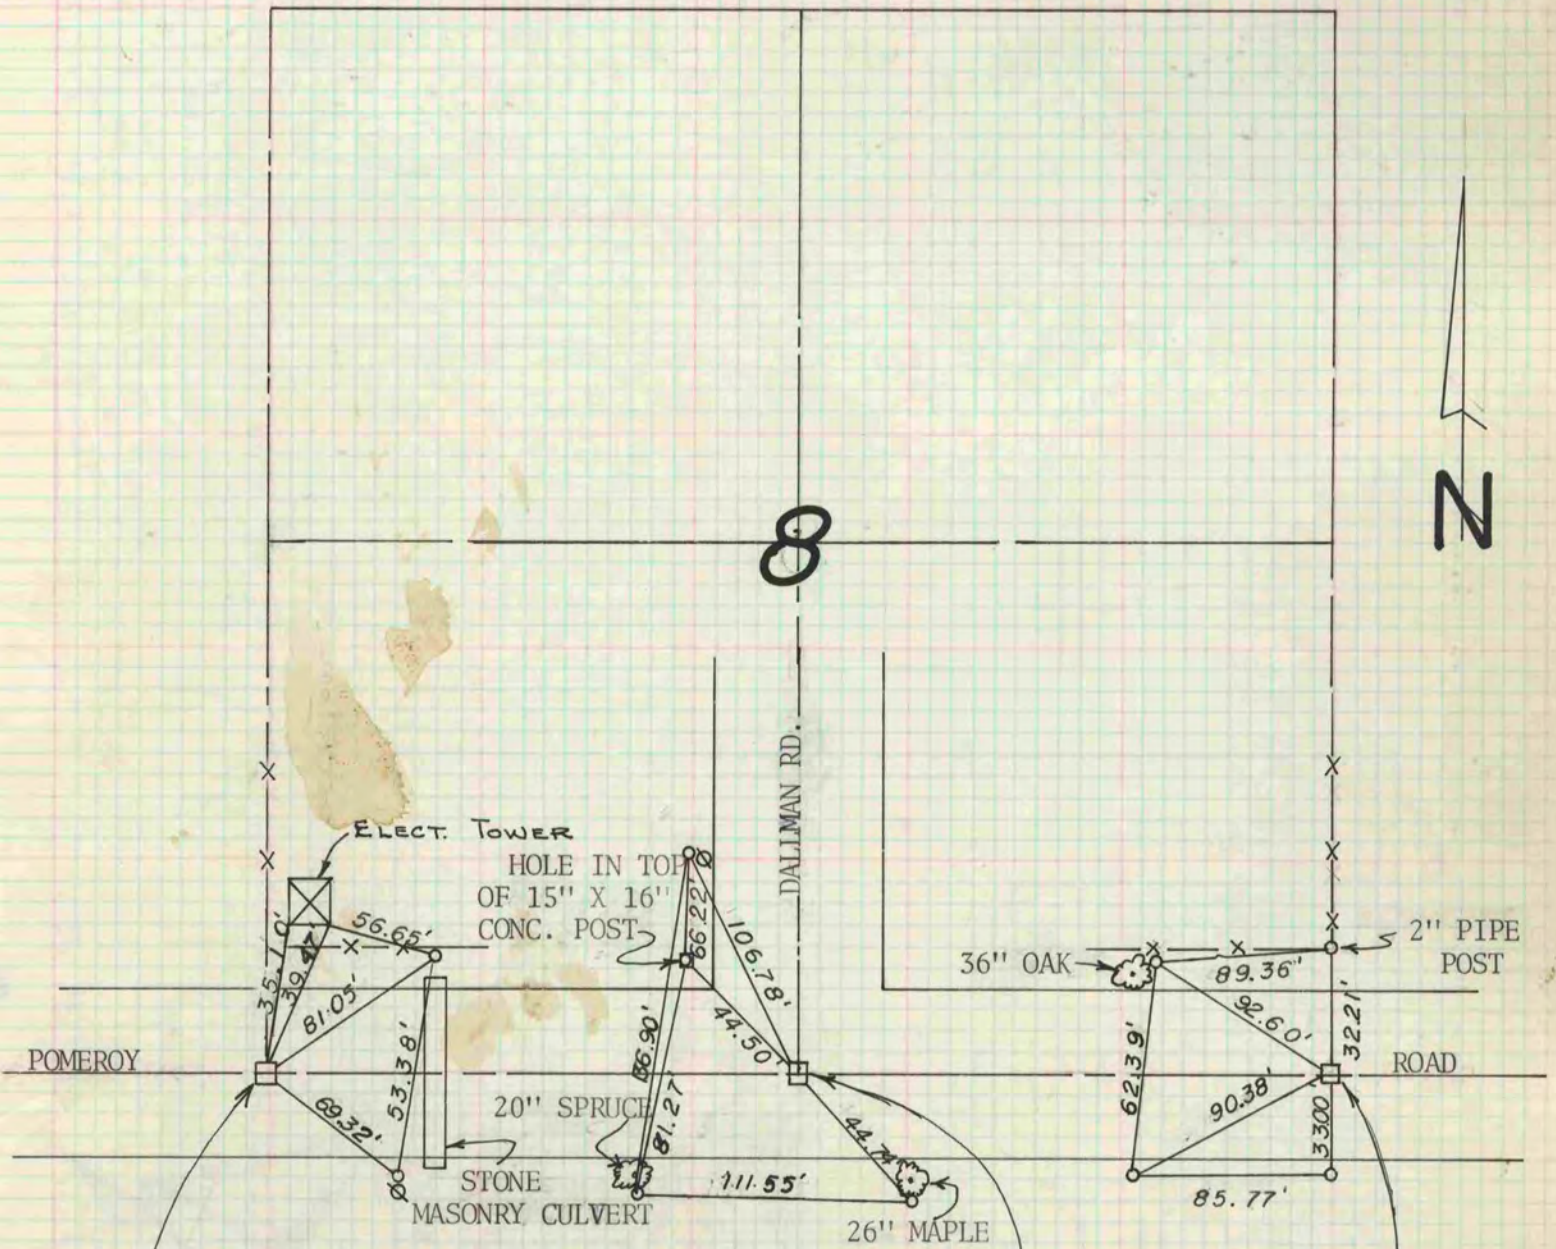 8
N
DALLMAN RD.
ELECT. TOWER
HOLE IN TOP
OF 15" X 16"
CONC. POST
36" OAK
2" PIPE
POST
35.10'
39.47'
56.65'
81.05'
53.38'
69.32'
66.22'
106.78'
44.50'
81.27'
44.74'
111.55'
89.36'
92.60'
32.21'
62.39'
90.38'
33.00
85.77'
POMEROY
ROAD
20" SPRUCE
STONE
MASONRY CULVERT
26" MAPLE